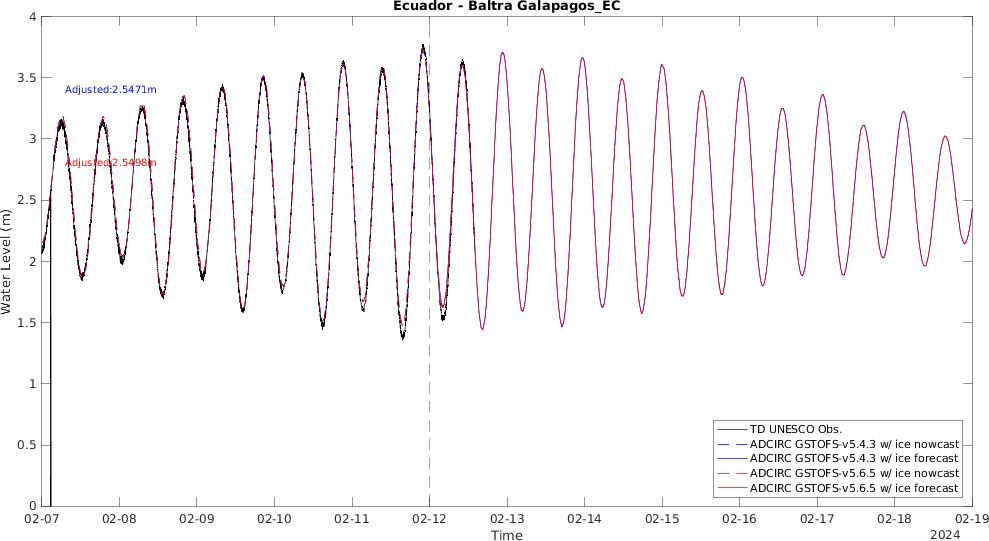 Ecuador - Baltra Galapagos_EC
4
3.5
3
2.5
2
1.5
1
0.5
0
Water Level (m)
Adjusted:2.5471m
Adjusted:2.5498m
TD UNESCO Obs.
ADCIRC GSTOFS-v5.4.3 w/ ice nowcast
ADCIRC GSTOFS-v5.4.3 w/ ice forecast
ADCIRC GSTOFS-v5.6.5 w/ ice nowcast
ADCIRC GSTOFS-v5.6.5 w/ ice forecast
02-07 02-08 02-09 02-10 02-11 02-12 02-13 02-14 02-15 02-16 02-17 02-18 02-19
Time
2024